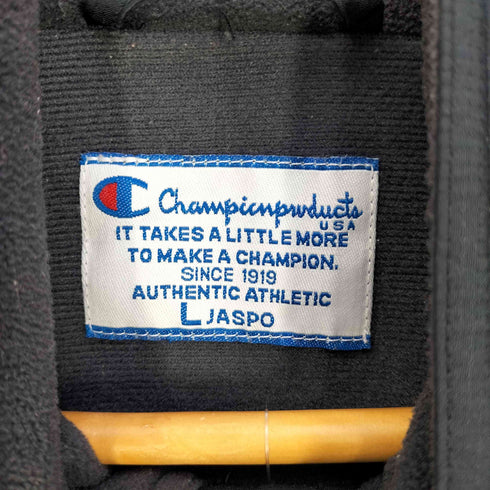 Championproducts
USA
IT TAKES A LITTLE MORE
TO MAKE A CHAMPION.
SINCE 1919
AUTHENTIC ATHLETIC
L JASPO